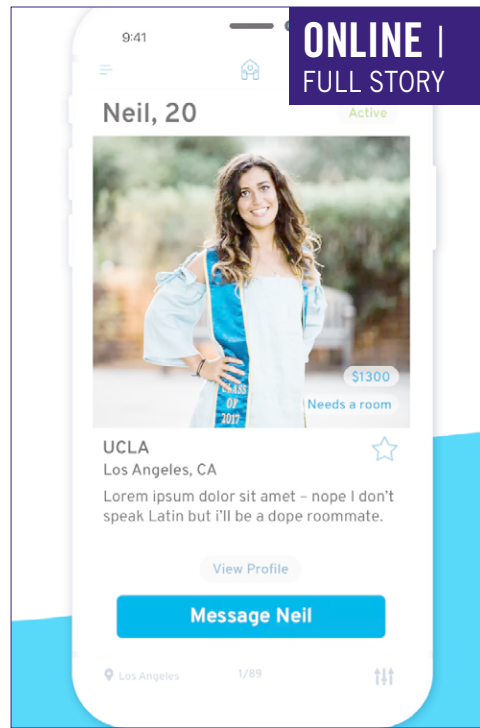 ONLINE |
FULL STORY
9:41
Neil, 20
Active
CLASS
OF
2017
$1300
Needs a room
UCLA
Los Angeles, CA
Lorem ipsum dolor sit amet – nope I don't
speak Latin but i'll be a dope roommate.
View Profile
Message Neil
Los Angeles
1/89